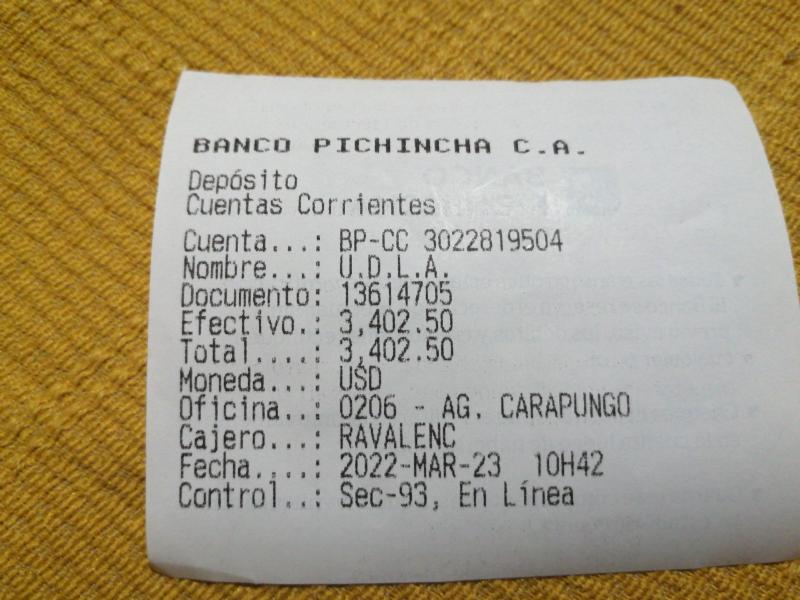 BANCO PICHINCHA C.A.
Depósito
Cuentas Corrientes
Cuenta...: BP-CC 3022819504
Nombre...: U.D.L.A.
Documento: 13614705
Efectivo.: 3,402.50
Total....: 3,402.50
Moneda...: USD
Oficina..: 0206 - AG. CARAPUNGO
Cajero...: RAVALENC
Fecha....: 2022-MAR-23 10H42
Control..: Sec-93, En Línea